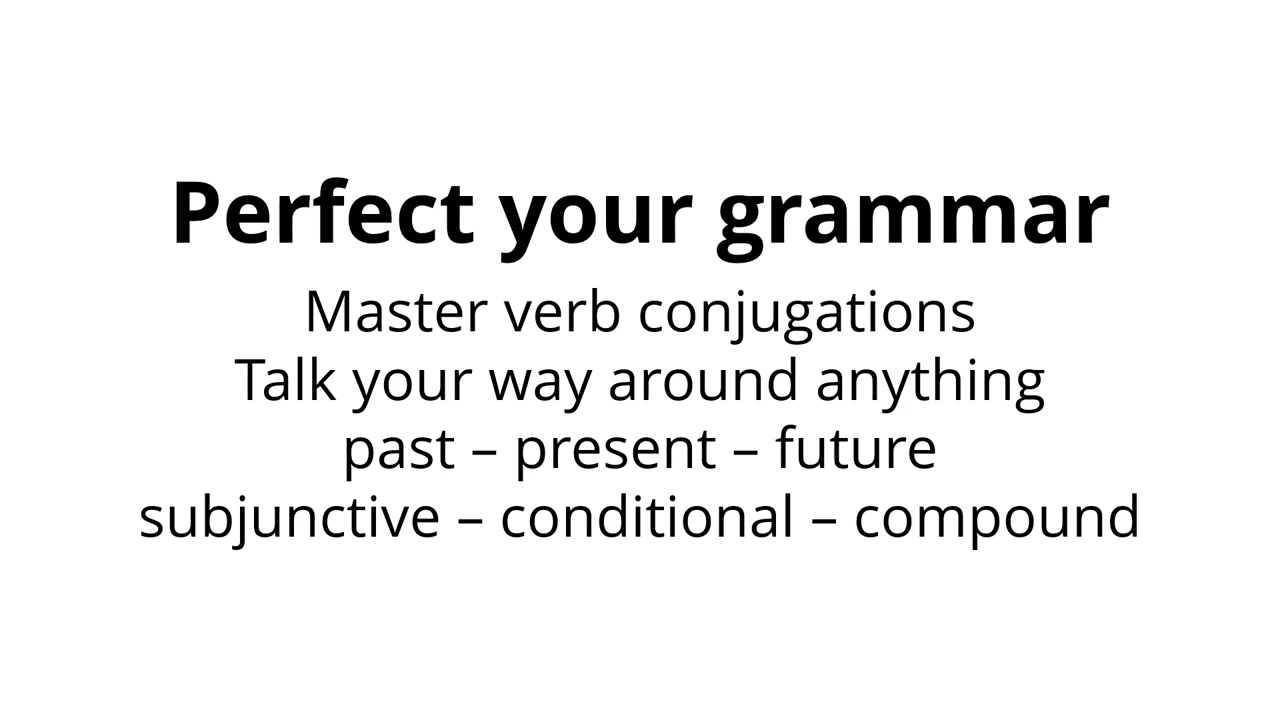 Perfect your grammar
Master verb conjugations
Talk your way around anything
past – present – future
subjunctive – conditional – compound